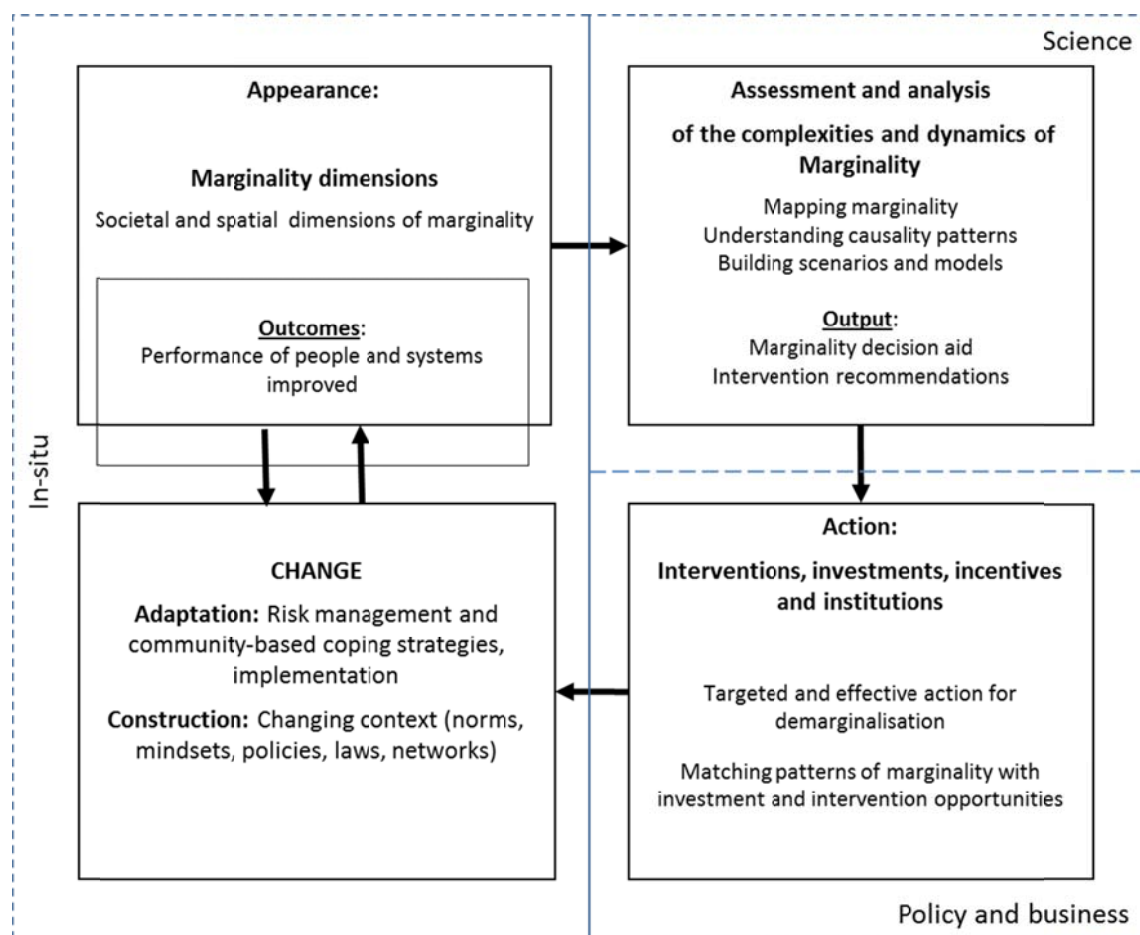 Science
Appearance:
Marginality dimensions
Societal and spatial dimensions of marginality
Outcomes:
Performance of people and systems
improved
Assessment and analysis
of the complexities and dynamics of
Marginality
Mapping marginality
Understanding causality patterns
Building scenarios and models
Output:
Marginality decision aid
Intervention recommendations
In-situ
CHANGE
Adaptation: Risk management and
community-based coping strategies,
implementation
Construction: Changing context (norms,
mindsets, policies, laws, networks)
Action:
Interventions, investments, incentives
and institutions
Targeted and effective action for
demarginalisation
Matching patterns of marginality with
investment and intervention opportunities
Policy and business